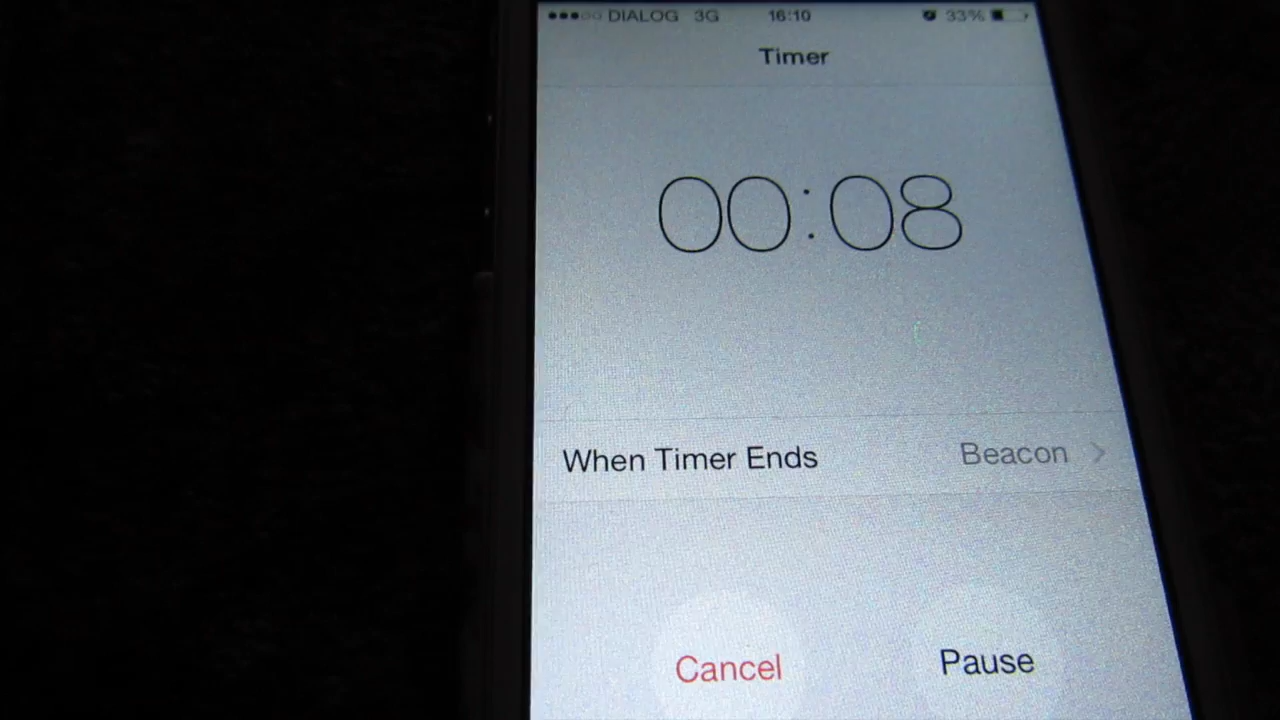 DIALOG 3G 16:10 33%
Timer
00:08
When Timer Ends Beacon
Cancel Pause